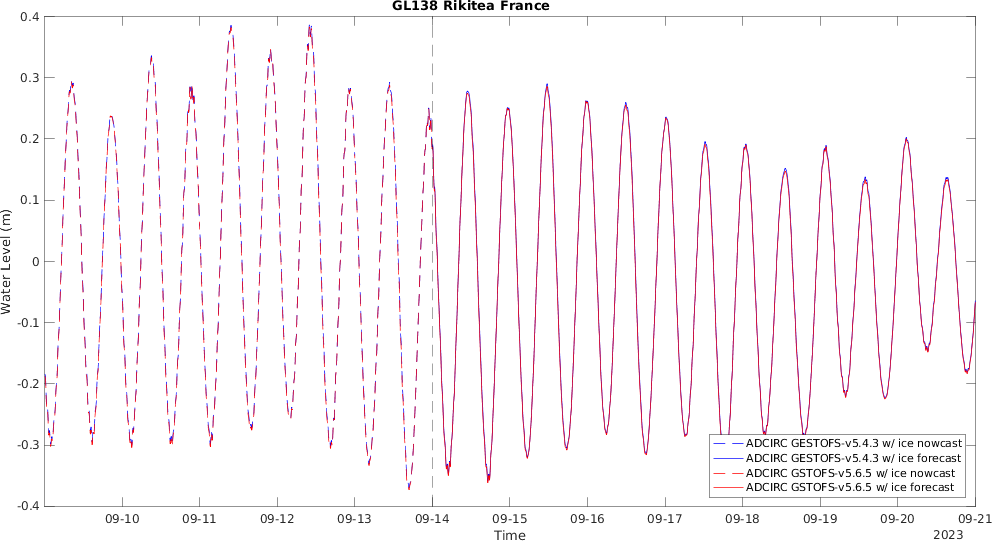 GL138 Rikitea France
0.4
0.3
0.2
0.1
0
-0.1
-0.2
-0.3
-0.4
Water Level (m)
ADCIRC GESTOFS-v5.4.3 w/ ice nowcast
ADCIRC GESTOFS-v5.4.3 w/ ice forecast
ADCIRC GSTOFS-v5.6.5 w/ ice nowcast
ADCIRC GSTOFS-v5.6.5 w/ ice forecast
09-10 09-11 09-12 09-13 09-14 09-15 09-16 09-17 09-18 09-19 09-20 09-21
Time
2023